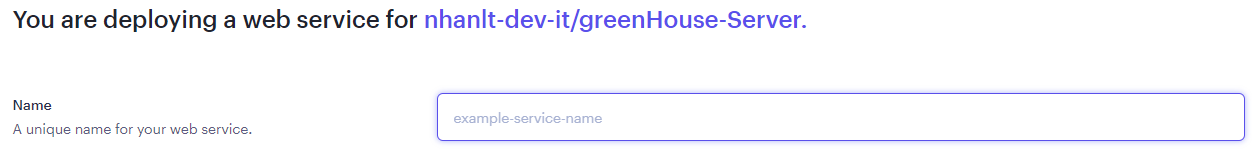 You are deploying a web service for nhanlt-dev-it/greenHouse-Server.
Name
example-service-name
A unique name for your web service.